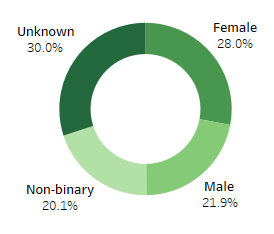 Unknown
30.0%
Female
28.0%
Non-binary
20.1%
Male
21.9%